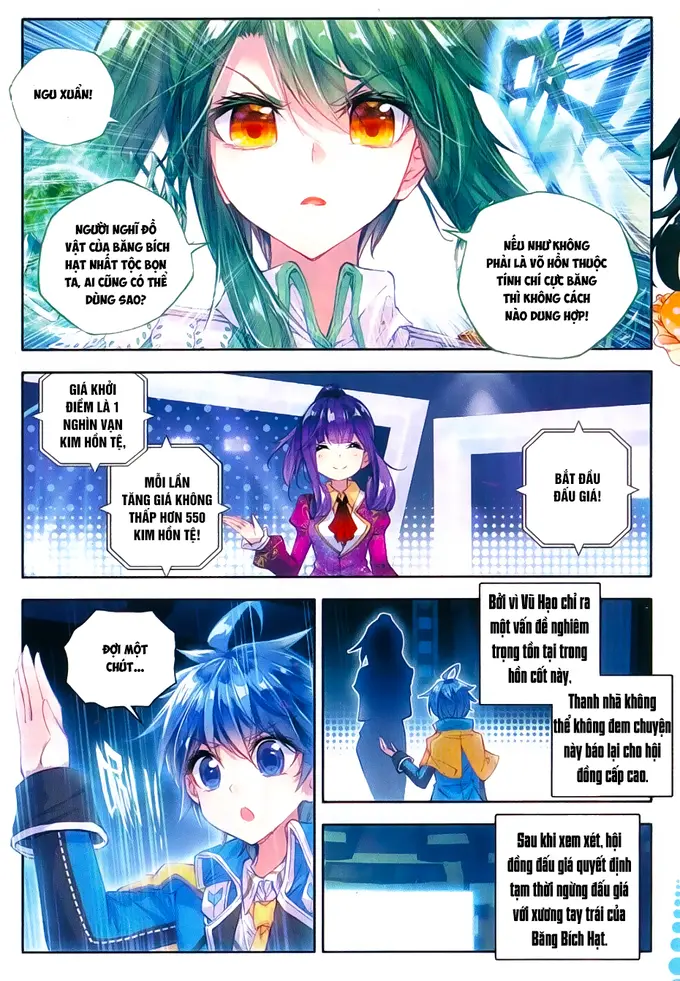 NGU XUẨN!
NGƯƠI NGHĨ ĐỒ
VẬT CỦA BĂNG BÍCH
HẠT NHẤT TỘC BỌN
TA, AI CŨNG CÓ THỂ
DÙNG SAO?
NẾU NHƯ KHÔNG
PHẢI LÀ VÕ HỒN THUỘC
TÍNH CHÍ CỰC BĂNG
THÌ KHÔNG CÁCH
NÀO DUNG HỢP!
GIÁ KHỞI
ĐIỂM LÀ 1
NGHÌN VẠN
KIM HỒN TỆ,
MỖI LẦN
TĂNG GIÁ KHÔNG
THẤP HƠN 550
KIM HỒN TỆ!
BẮT ĐẦU
ĐẤU GIÁ!
ĐỢI MỘT
CHÚT...
Bởi vì Vũ Hạo chỉ ra
một vấn đề nghiêm
trọng tồn tại trong
hồn cốt này.
Thanh nhã không
thể không đem chuyện
này báo lại cho hội
đồng cấp cao.
Sau khi xem xét, hội
đồng đấu giá quyết định
tạm thời ngừng đấu giá
với xương tay trái của
Băng Bích Hạt.